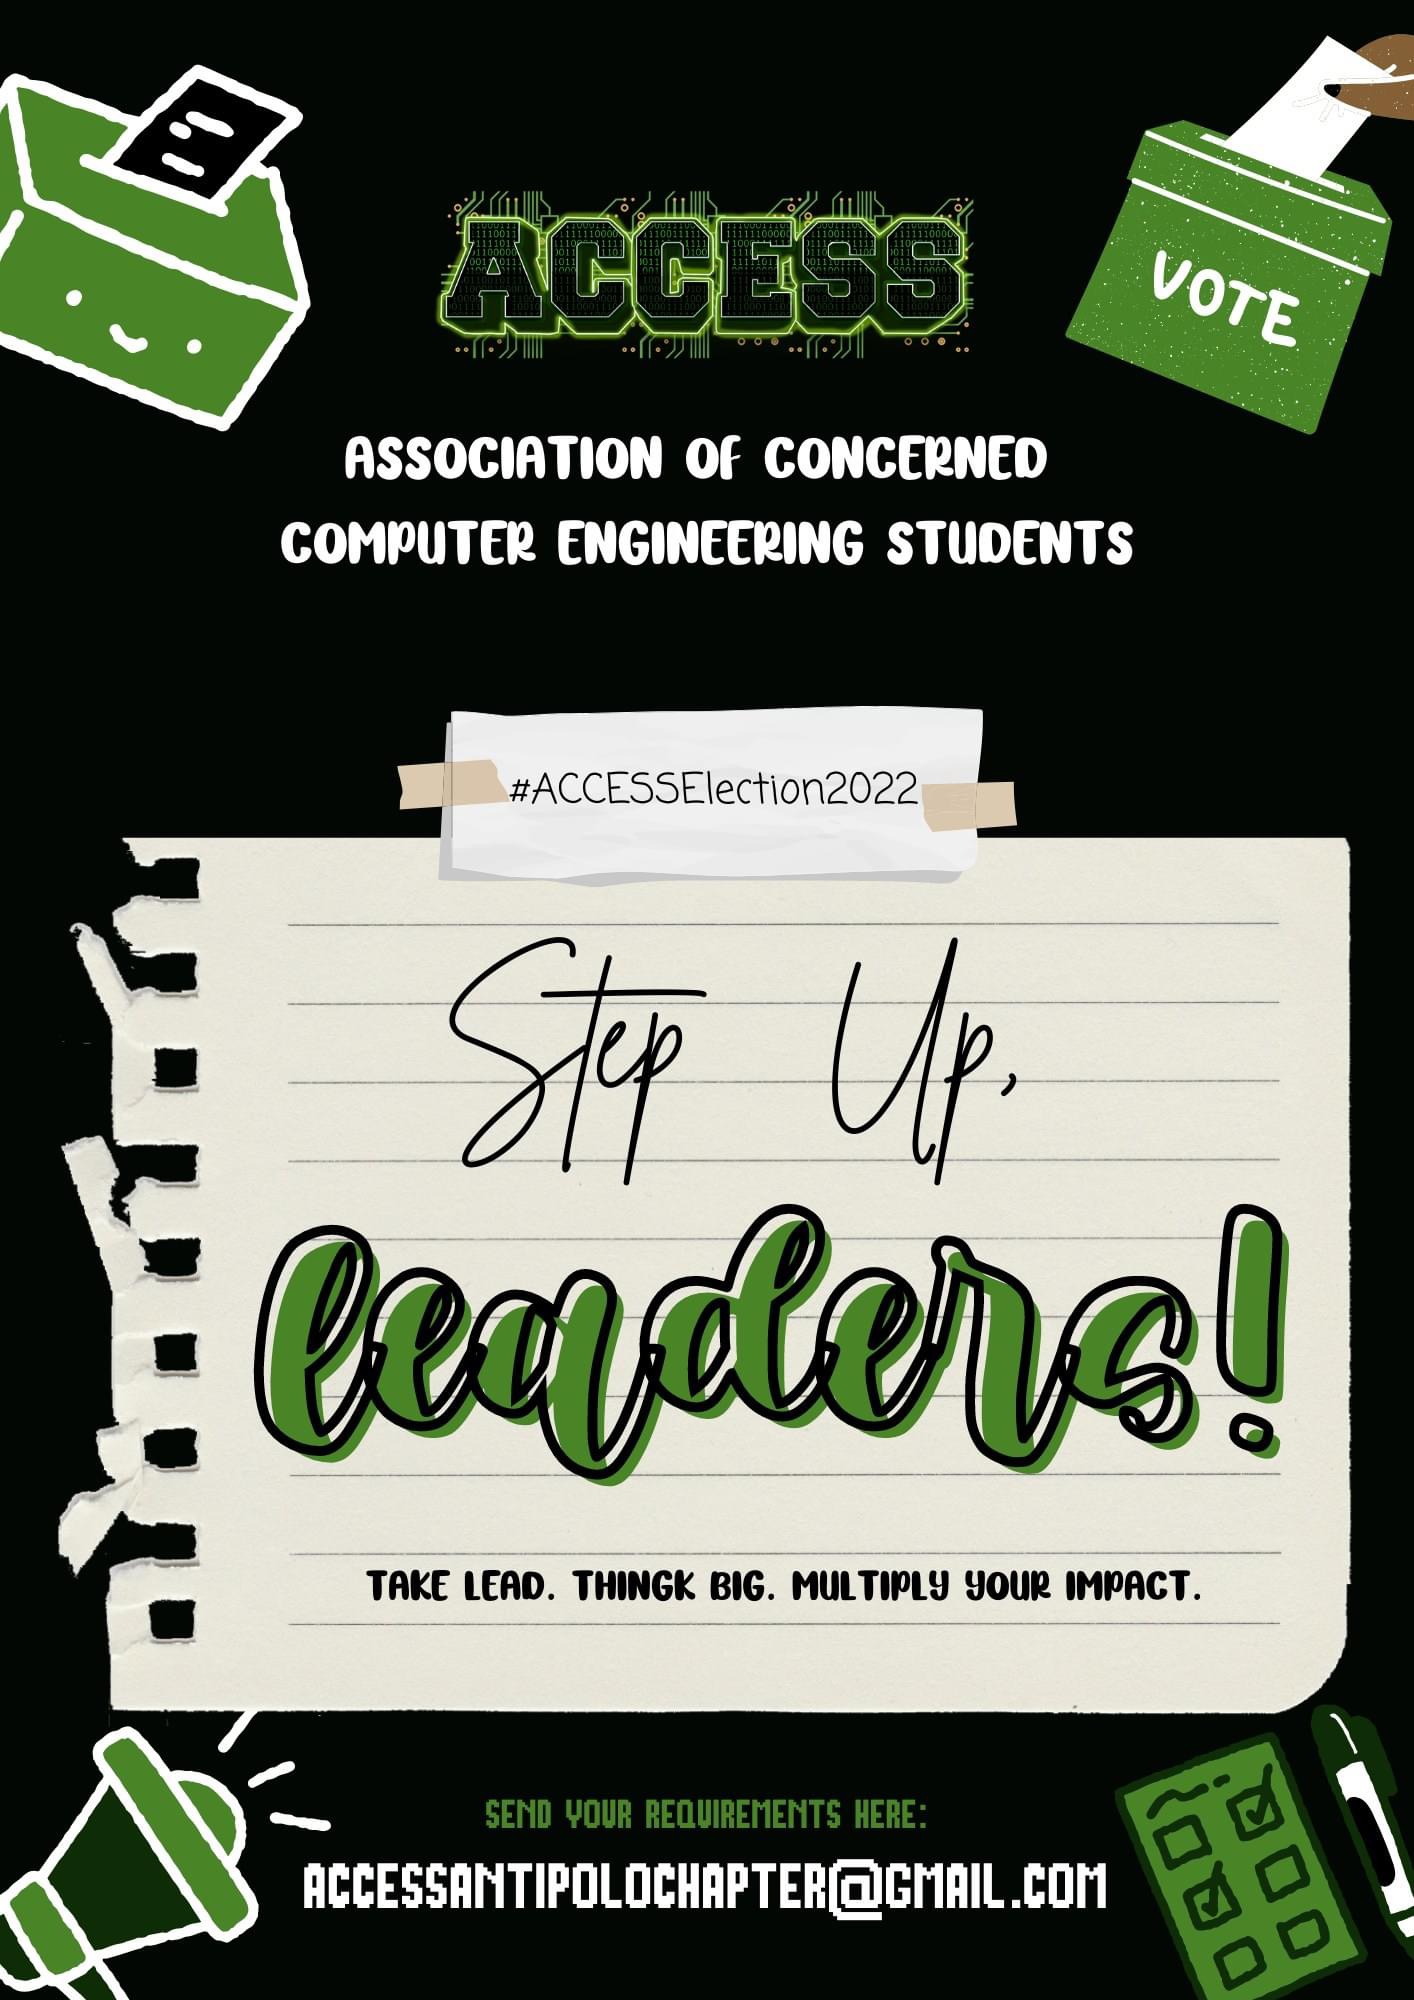 ACCESS
VOTE
ASSOCIATION OF CONCERNED
COMPUTER ENGINEERING STUDENTS
#ACCESSElection2022
Step Up,
leaders!
TAKE LEAD. THINGK BIG. MULTIPLY YOUR IMPACT.
SEND YOUR REQUIREMENTS HERE:
ACCESSANTIPOLOCHAPTER@GMAIL.COM